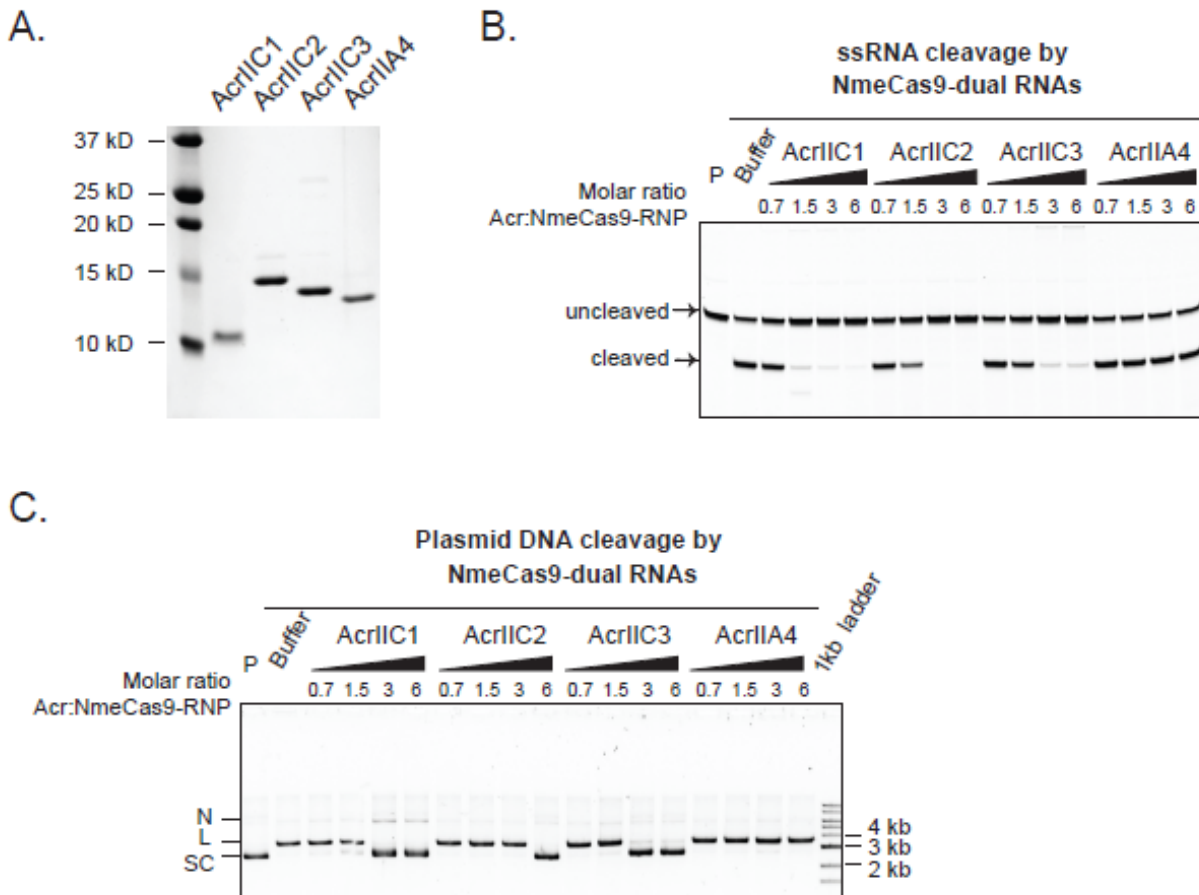 A.
AcrIIC1 AcrIIC2 AcrIIC3 AcrIIA4
37 kD
25 kD
20 kD
15 kD
10 kD
B.
ssRNA cleavage by
NmeCas9-dual RNAs
P Buffer AcrIIC1 AcrIIC2 AcrIIC3 AcrIIA4
Molar ratio
Acr:NmeCas9-RNP
0.7 1.5 3 6 0.7 1.5 3 6 0.7 1.5 3 6 0.7 1.5 3 6
uncleaved
cleaved
C.
Plasmid DNA cleavage by
NmeCas9-dual RNAs
P Buffer AcrIIC1 AcrIIC2 AcrIIC3 AcrIIA4 1kb ladder
Molar ratio
Acr:NmeCas9-RNP
0.7 1.5 3 6 0.7 1.5 3 6 0.7 1.5 3 6 0.7 1.5 3 6
N
L
SC
4 kb
3 kb
2 kb